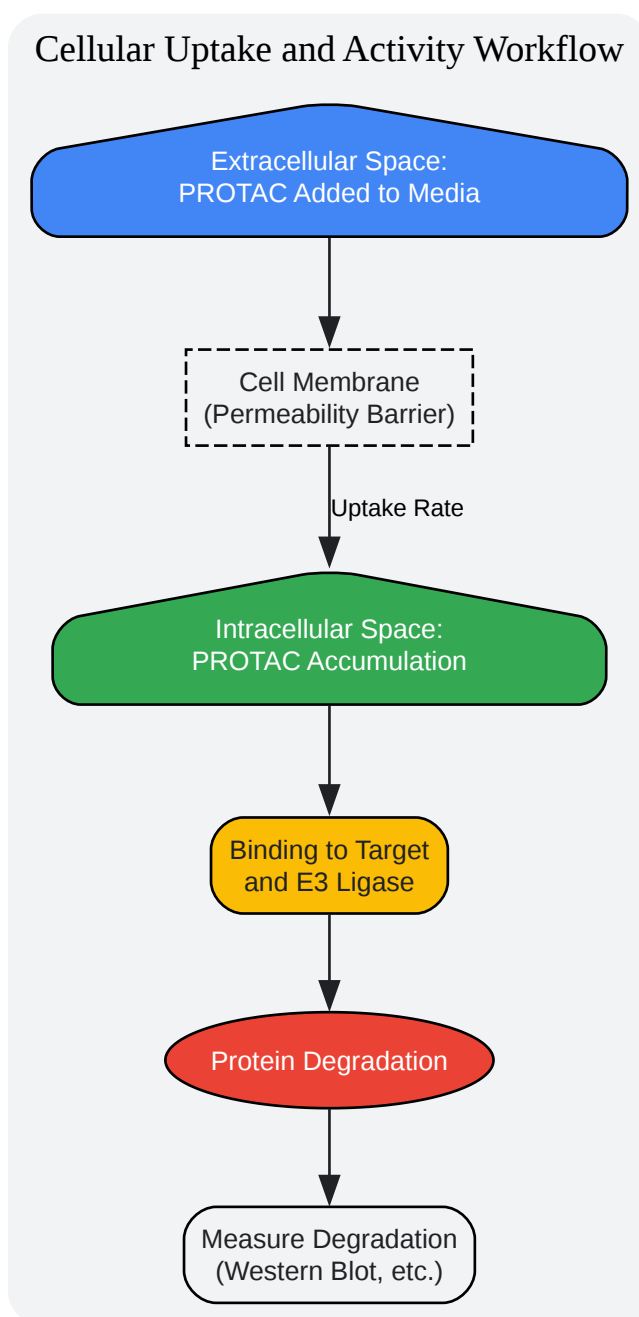 Cellular Uptake and Activity Workflow
Extracellular Space:
PROTAC Added to Media
Cell Membrane
(Permeability Barrier)
Uptake Rate
Intracellular Space:
PROTAC Accumulation
Binding to Target
and E3 Ligase
Protein Degradation
Measure Degradation
(Western Blot, etc.)